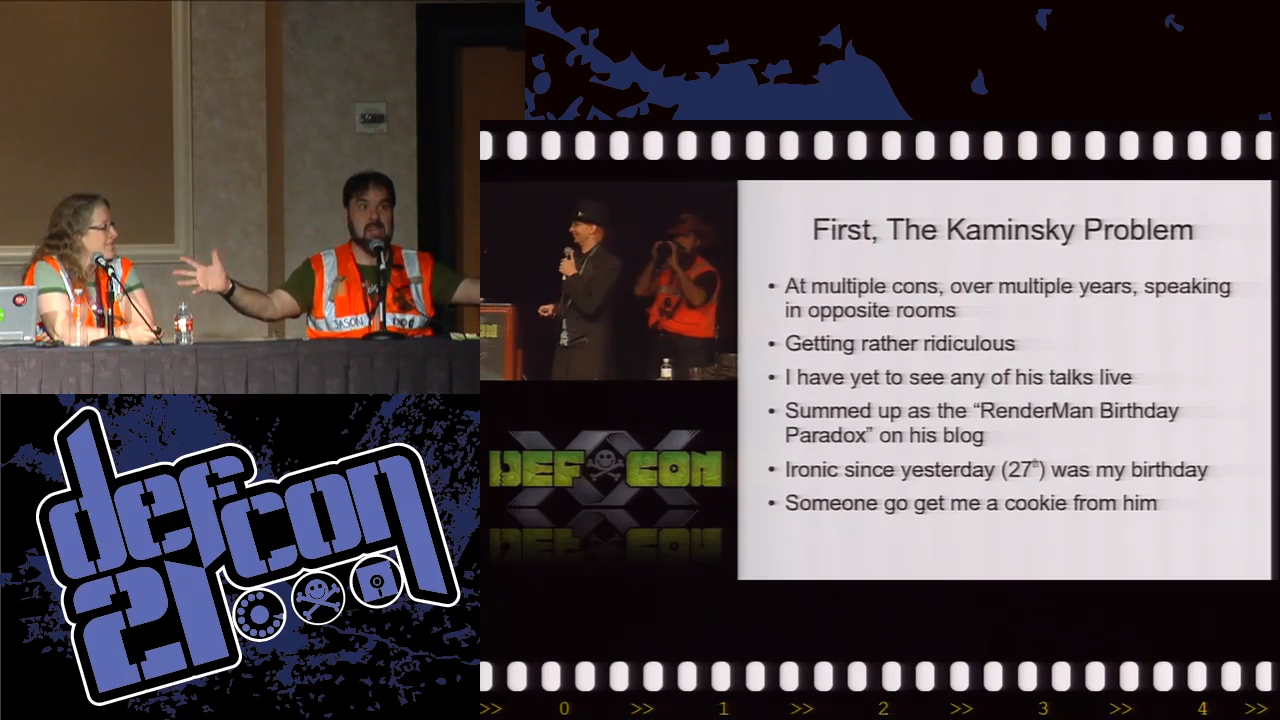 JASON
defcon
21
DEF CON
First, The Kaminsky Problem
• At multiple cons, over multiple years, speaking
in opposite rooms
• Getting rather ridiculous
• I have yet to see any of his talks live
• Summed up as the “RenderMan Birthday
Paradox” on his blog
• Ironic since yesterday (27th) was my birthday
• Someone go get me a cookie from him
>> 0 >> 1 >> 2 >> 3 >> 4 >>